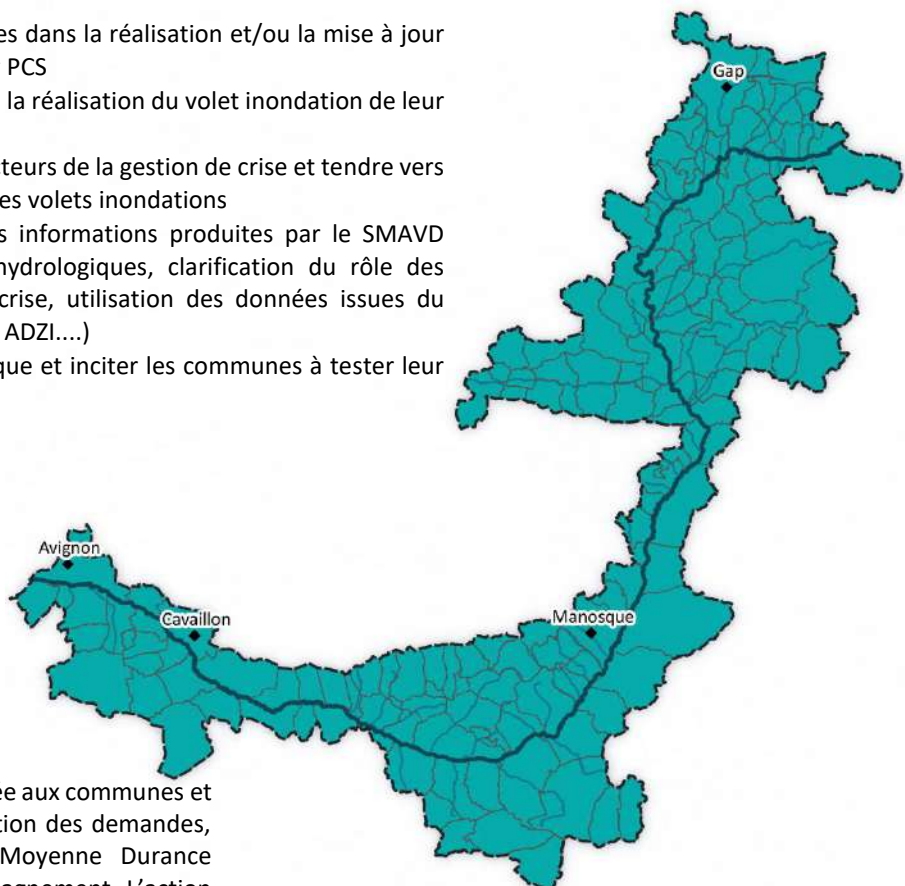 es dans la réalisation et/ou la mise à jour
PCS
la réalisation du volet inondation de leur
cteurs de la gestion de crise et tendre vers
es volets inondations
s informations produites par le SMAVD
hydrologiques, clarification du rôle des
crise, utilisation des données issues du
ADZI....)
que et inciter les communes à tester leur
Gap
Avignon
Cavaillon
Manosque
ée aux communes et
tion des demandes,
Moyenne Durance